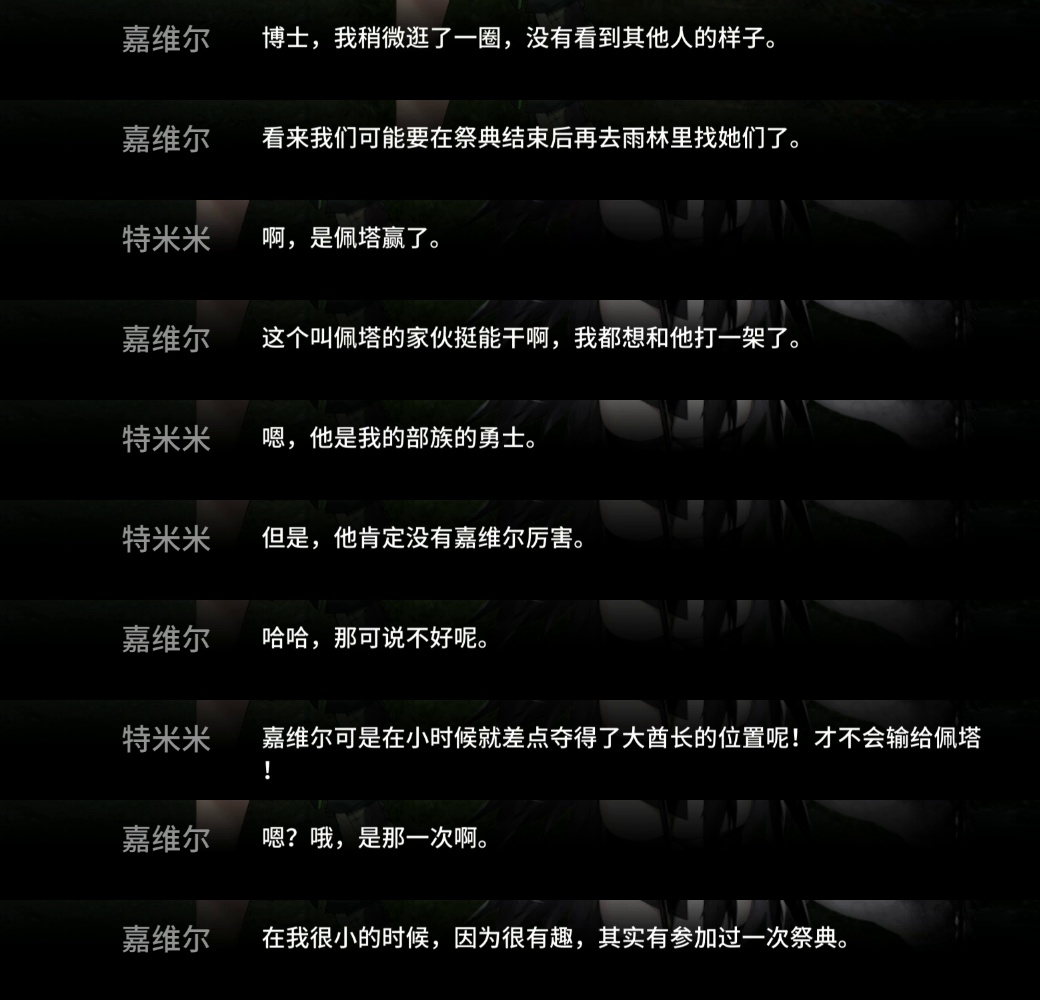 嘉维尔 博士，我稍微逛了一圈，没有看到其他人的样子。
嘉维尔 看来我们可能要在祭典结束后再去雨林里找她们了。
特米米 啊，是佩塔赢了。
嘉维尔 这个叫佩塔的家伙挺能干啊，我都想和他打一架了。
特米米 嗯，他是我的部族的勇士。
特米米 但是，他肯定没有嘉维尔厉害。
嘉维尔 哈哈，那可说不好呢。
特米米 嘉维尔可是在小时候就差点夺得了大酋长的位置呢！才不会输给佩塔
！
嘉维尔 嗯？哦，是那一次啊。
嘉维尔 在我很小的时候，因为很有趣，其实有参加过一次祭典。